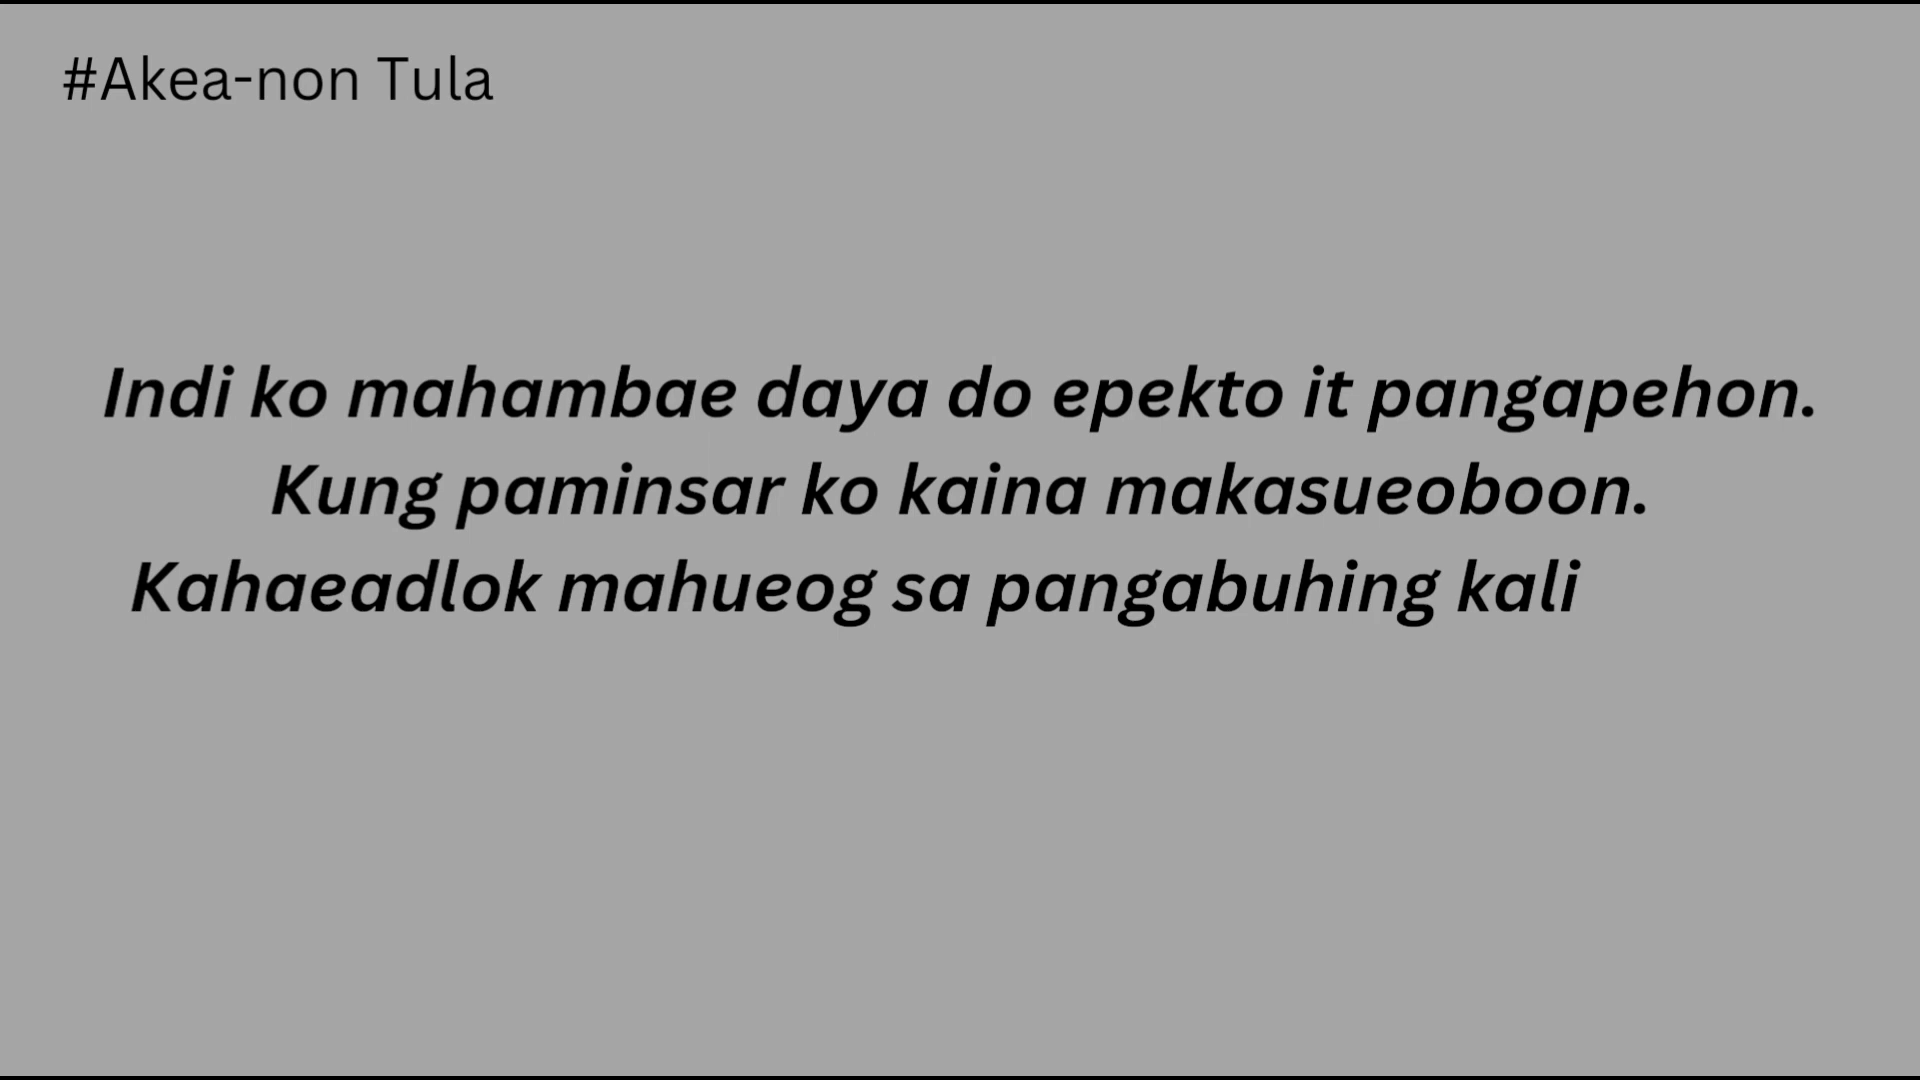 #Akea-non Tula
Indi ko mahambae daya do epekto it pangapehon.
Kung paminsar ko kaina makasueoboon.
Kahaeadlok mahueog sa pangabuhing kali